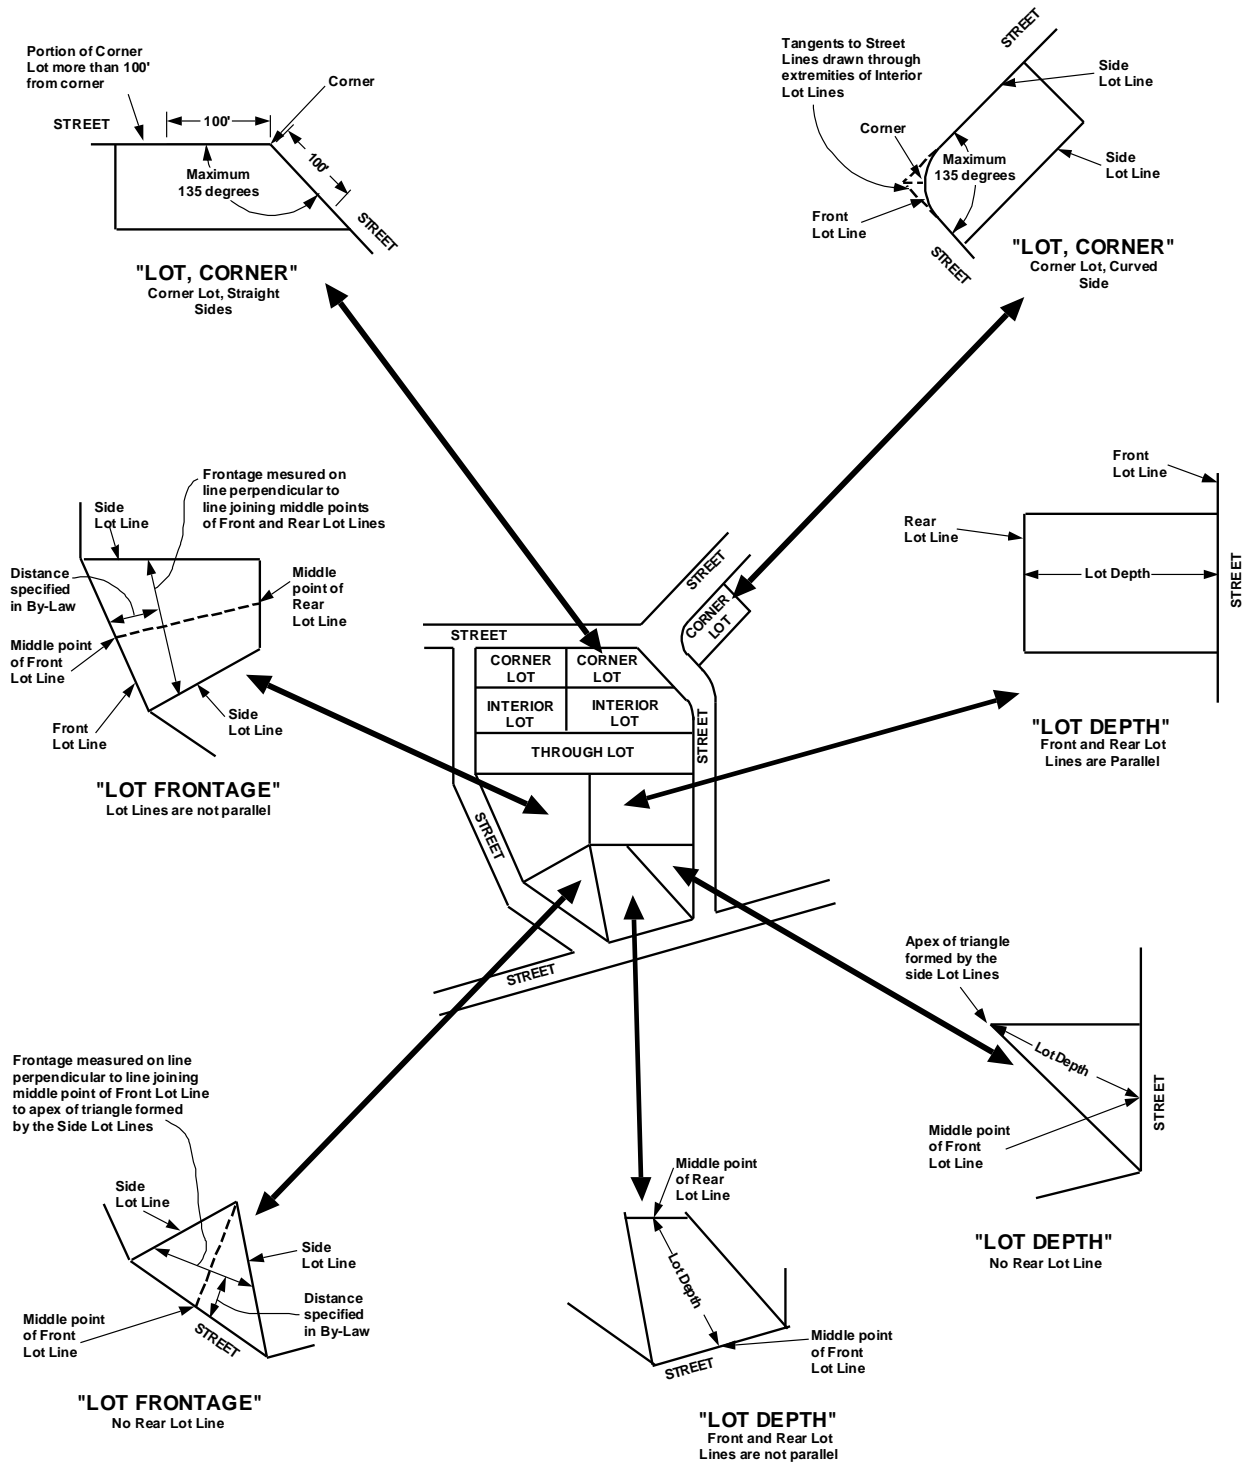 Portion of Corner
Lot more than 100'
from corner
Corner
STREET
100'
100'
Maximum
135 degrees
STREET
"LOT, CORNER"
Corner Lot, Straight
Sides
STREET
Tangents to Street
Lines drawn through
extremities of Interior
Lot Lines
Side
Lot Line
Corner
Maximum
135 degrees
Side
Lot Line
Front
Lot Line
STREET
"LOT, CORNER"
Corner Lot, Curved
Side
Frontage mesured on
line perpendicular to
line joining middle points
of Front and Rear Lot Lines
Side
Lot Line
Distance
specified
in By-Law
Middle
point of
Rear
Lot Line
Middle point
of Front
Lot Line
Front
Lot Line
Side
Lot Line
"LOT FRONTAGE"
Lot Lines are not parallel
STREET
STREET
CORNER
LOT
CORNER
LOT
CORNER
LOT
INTERIOR
LOT
INTERIOR
LOT
STREET
THROUGH LOT
STREET
STREET
Front
Lot Line
Rear
Lot Line
Lot Depth
STREET
"LOT DEPTH"
Front and Rear Lot
Lines are Parallel
Apex of triangle
formed by the
side Lot Lines
Lot Depth
STREET
Middle point
of Front
Lot Line
"LOT DEPTH"
No Rear Lot Line
Frontage measured on line
perpendicular to line joining
middle point of Front Lot Line
to apex of triangle formed
by the Side Lot Lines
Side
Lot Line
Side
Lot Line
Distance
specified
in By-Law
Middle point
of Front
Lot Line
STREET
"LOT FRONTAGE"
No Rear Lot Line
Middle point
of Rear
Lot Line
Lot Depth
Middle point
of Front
Lot Line
STREET
"LOT DEPTH"
Front and Rear Lot
Lines are not parallel